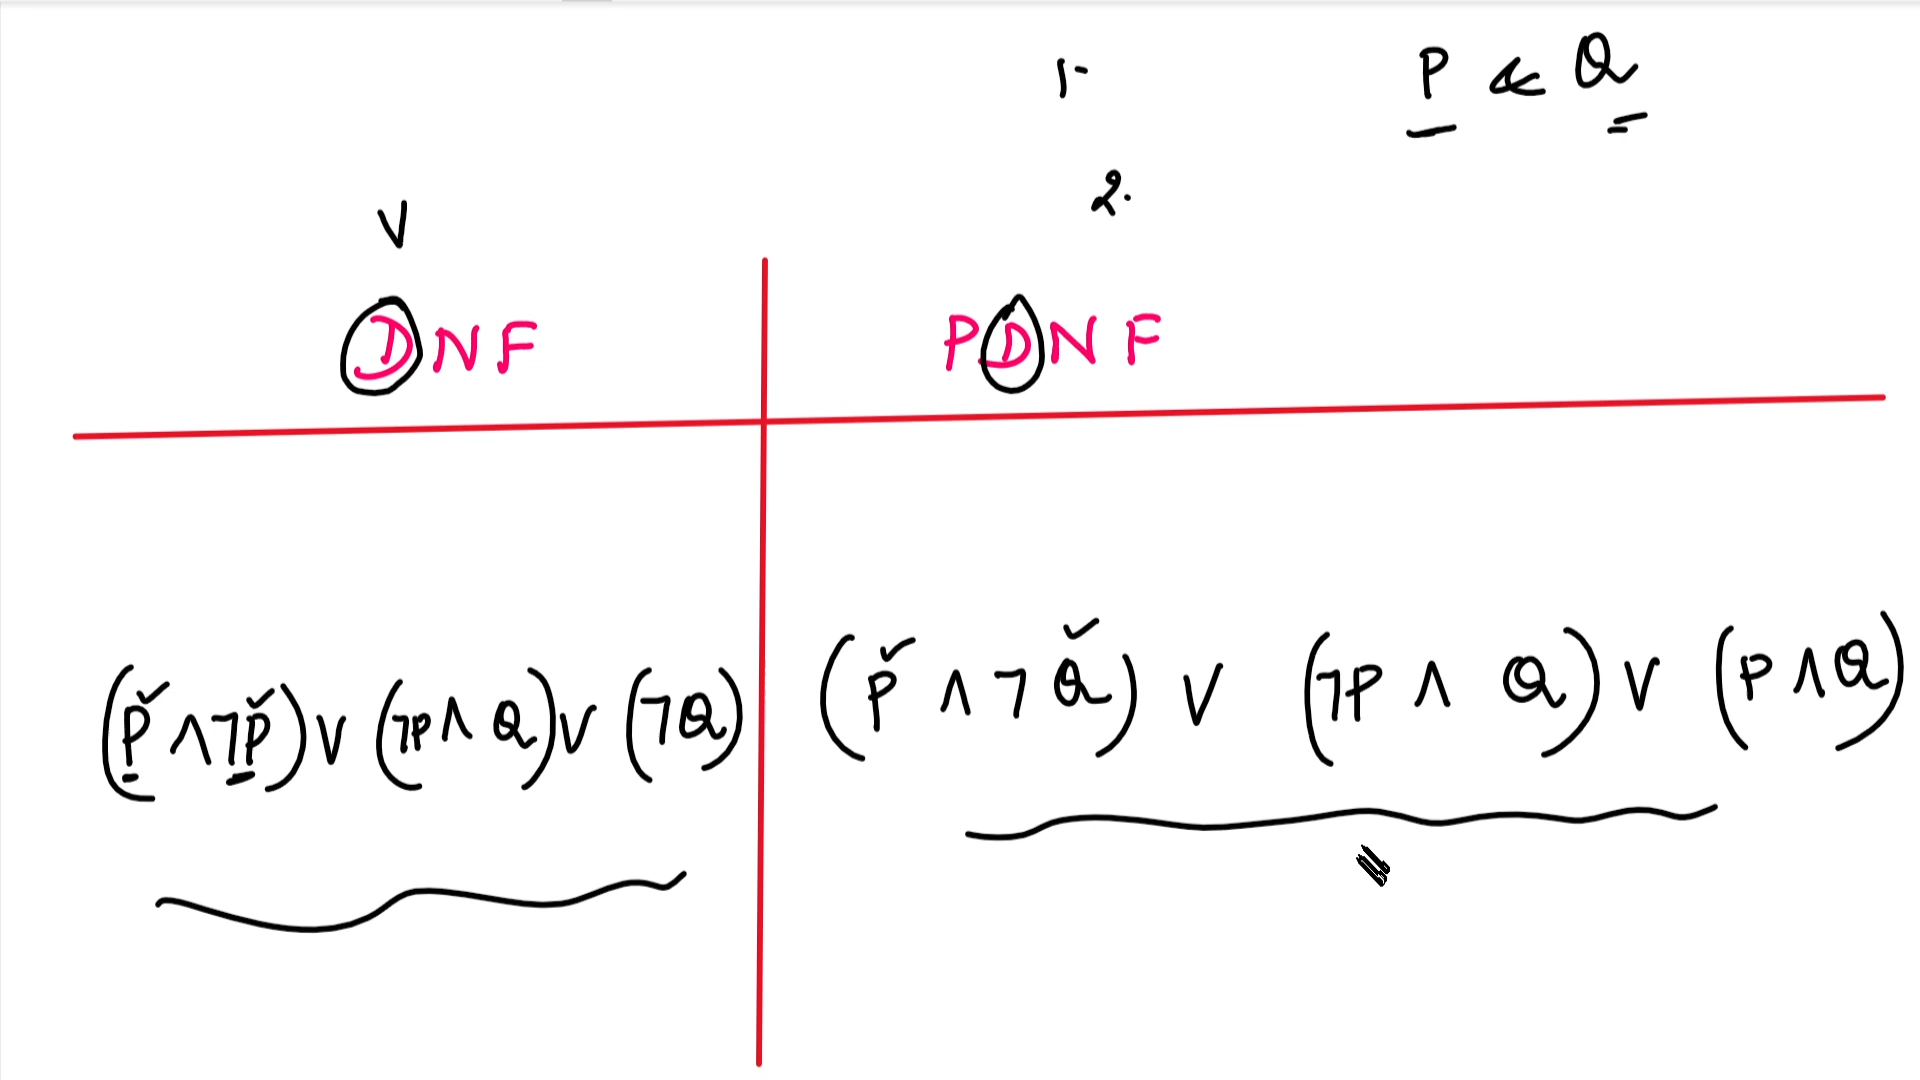 1- P & Q
2.
V
DNF PDNF
(P ∧ ¬P) ∨ (¬P ∧ Q) ∨ (¬Q) (P ∧ ¬Q) ∨ (¬P ∧ Q) ∨ (P ∧ Q)